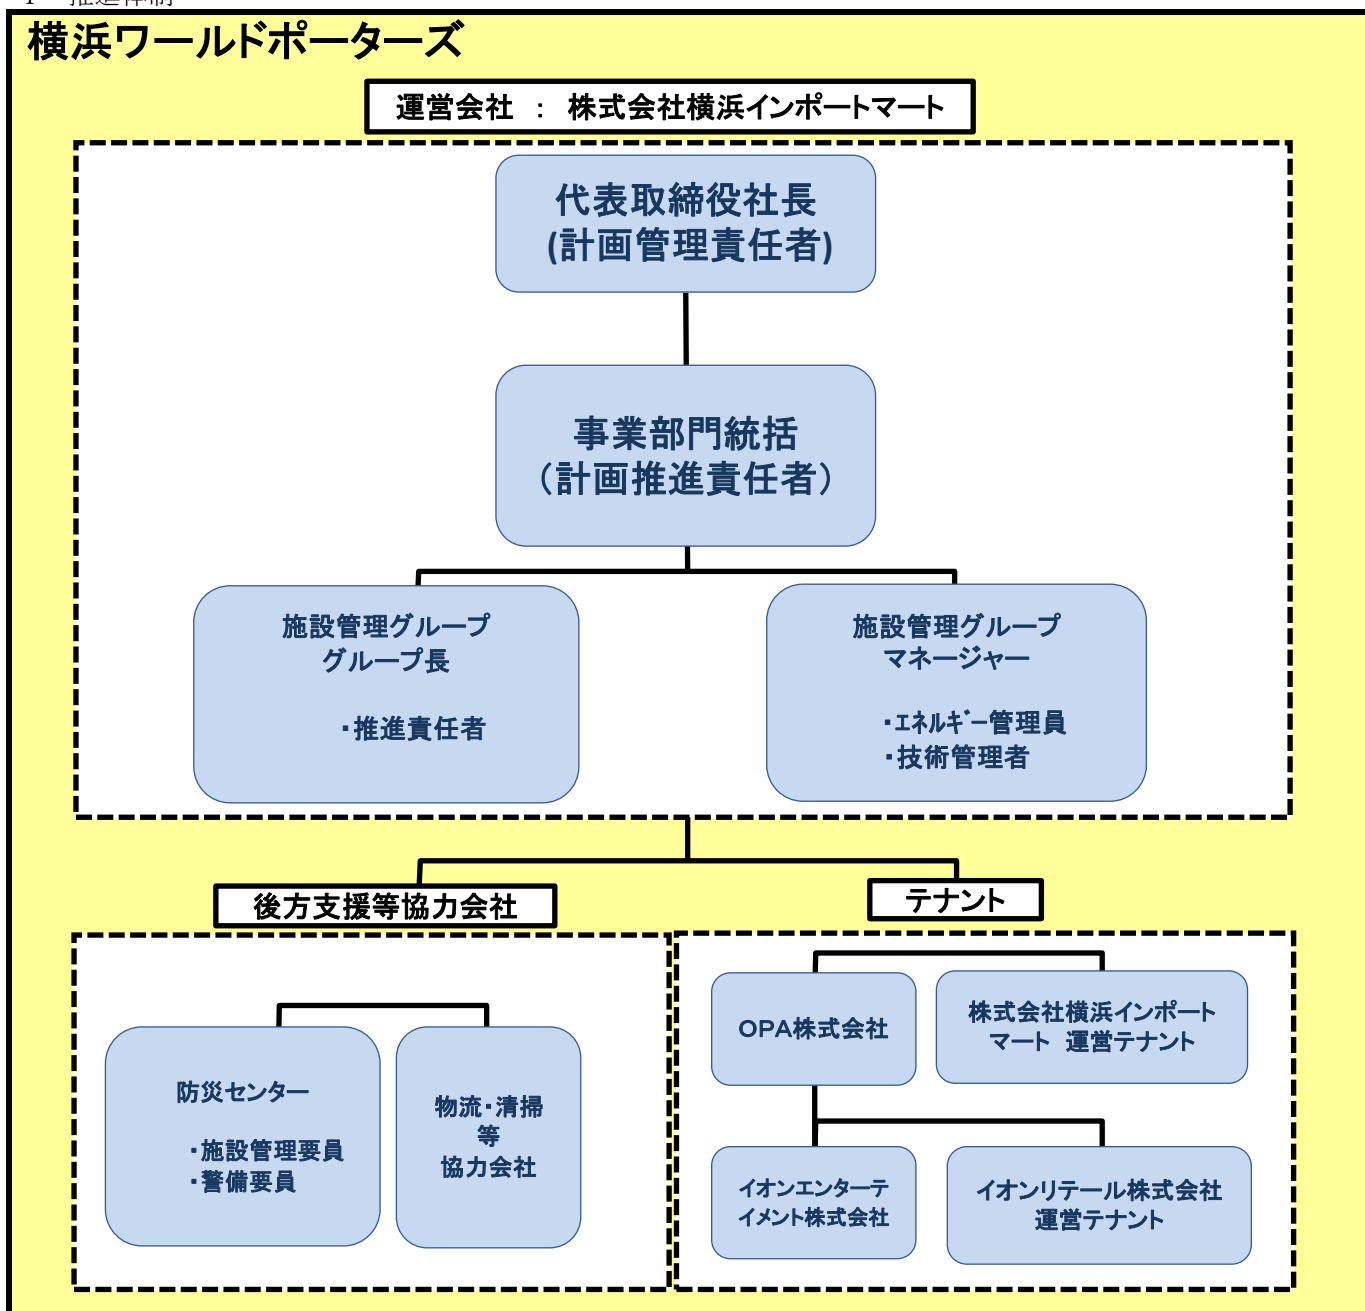 横浜ワールドポーターズ
運営会社 : 株式会社横浜インポートマート
代表取締役社長
(計画管理責任者)
事業部門統括
（計画推進責任者）
施設管理グループ
グループ長
・推進責任者
施設管理グループ
マネージャー
・ｴﾈﾙｷﾞｰ管理員
・技術管理者
後方支援等協力会社
テナント
防災センター
・施設管理要員
・警備要員
物流・清掃
等
協力会社
OPA株式会社
株式会社横浜インポート
マート 運営テナント
イオンエンターテ
イメント株式会社
イオンリテール株式会社
運営テナント